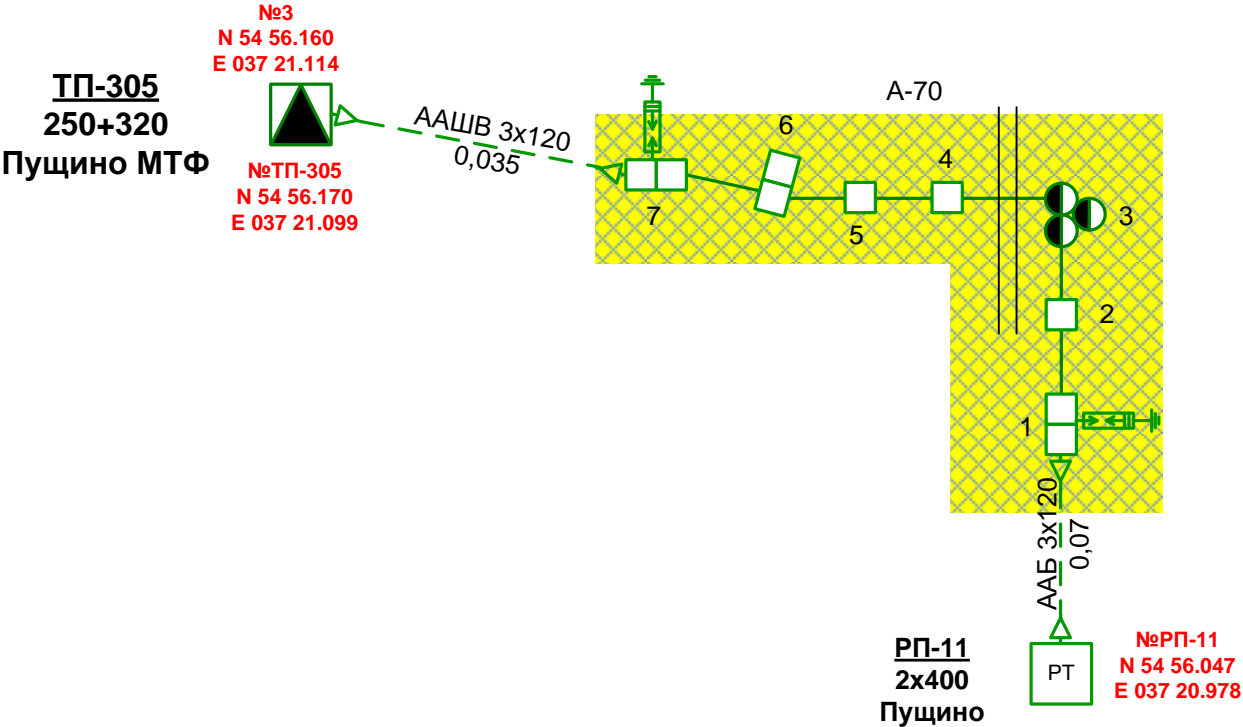 №3
N 54 56.160
E 037 21.114
ТП-305
250+320
Пущино МТФ
№ТП-305
N 54 56.170
E 037 21.099
ААШВ 3х120
0,035
А-70
6
4
7
5
3
2
1
ААБ 3х120
0,07
РП-11
2х400
Пущино
РТ
№РП-11
N 54 56.047
E 037 20.978